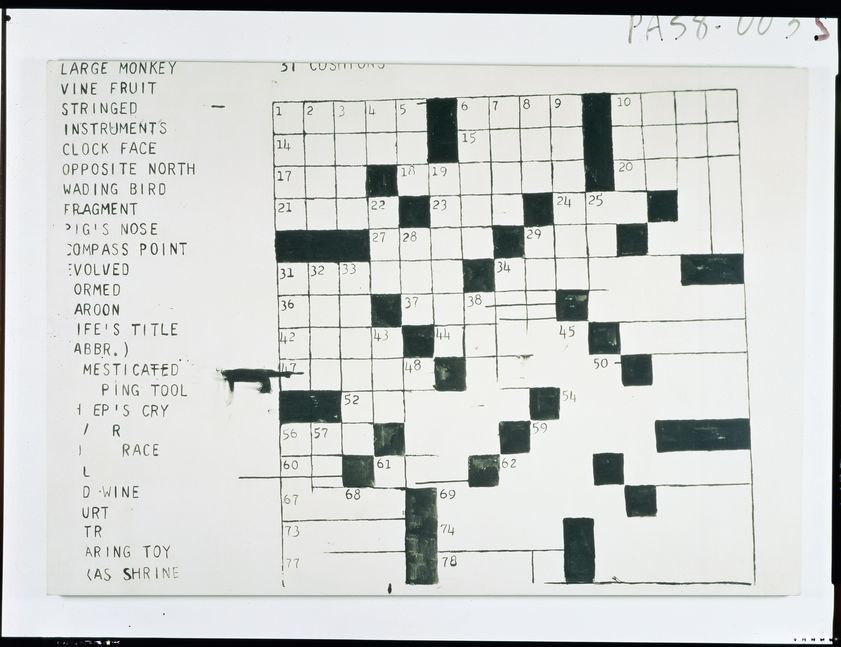 PA58-003 S
LARGE MONKEY
31 CUSHIONS
VINE FRUIT
STRINGED
INSTRUMENTS
CLOCK FACE
OPPOSITE NORTH
WADING BIRD
FRAGMENT
PIG'S NOSE
COMPASS POINT
EVOLVED
ORMED
AROON
IFE'S TITLE
ABBR.)
MESTICATED
PING TOOL
EP'S CRY
R
RACE
L
D-WINE
URT
TR
ARING TOY
(AS SHRINE
1 2 3 4 5 6 7 8 9 10
14 15
17 18 19 20
21 22 23 24 25
27 28 29
31 32 33 34
36 37 38
42 43 44 45
47 48 50
52 54
56 57 59
60 61 62
67 68 69
73 74
77 78